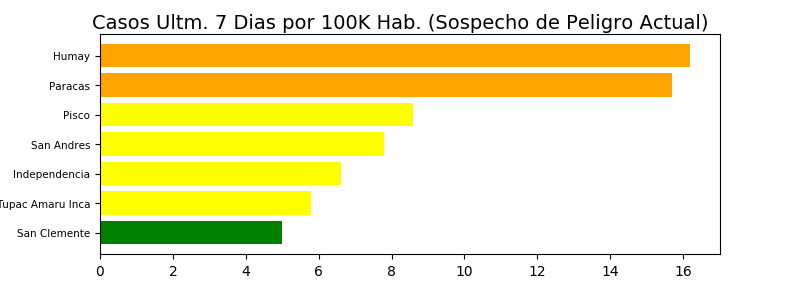 Casos Ultm. 7 Dias por 100K Hab. (Sospecho de Peligro Actual)
Humay
Paracas
Pisco
San Andres
Independencia
Tupac Amaru Inca
San Clemente
0 2 4 6 8 10 12 14 16